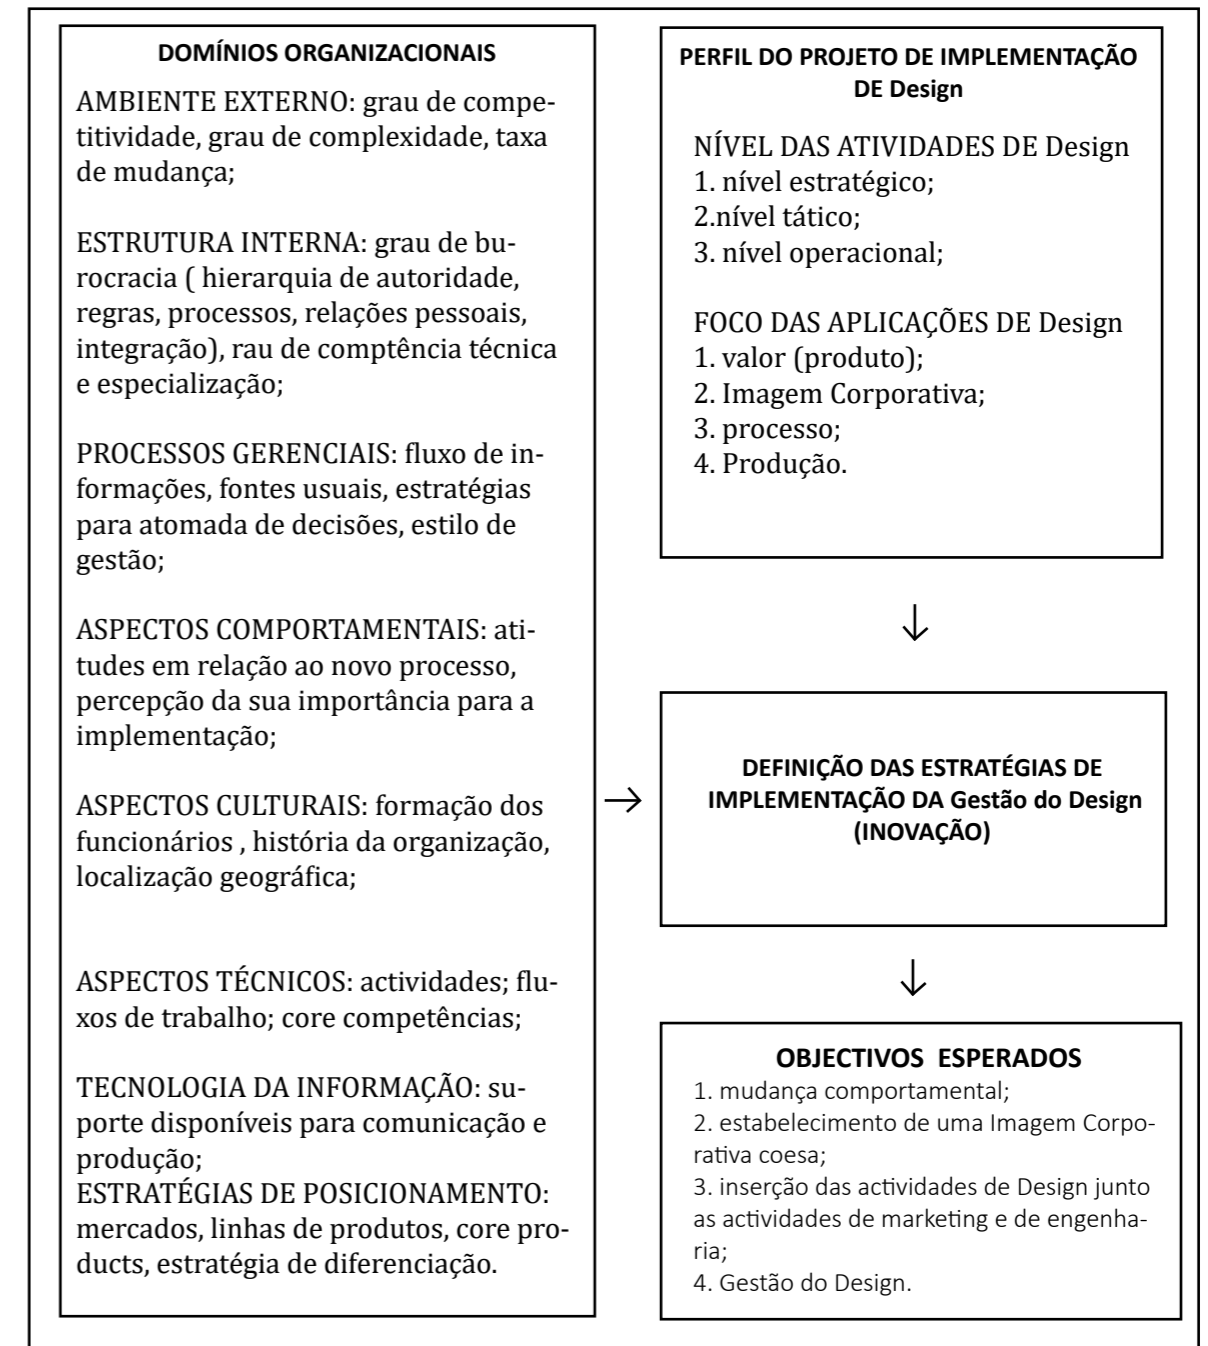 DOMÍNIOS ORGANIZACIONAIS
AMBIENTE EXTERNO: grau de compe-
titividade, grau de complexidade, taxa
de mudança;
ESTRUTURA INTERNA: grau de bu-
rocracia ( hierarquia de autoridade,
regras, processos, relações pessoais,
integração), rau de comptência técnica
e especialização;
PROCESSOS GERENCIAIS: fluxo de in-
formações, fontes usuais, estratégias
para atomada de decisões, estilo de
gestão;
ASPECTOS COMPORTAMENTAIS: ati-
tudes em relação ao novo processo,
percepção da sua importância para a
implementação;
ASPECTOS CULTURAIS: formação dos
funcionários , história da organização,
localização geográfica;
ASPECTOS TÉCNICOS: actividades; flu-
xos de trabalho; core competências;
TECNOLOGIA DA INFORMAÇÃO: su-
porte disponíveis para comunicação e
produção;
ESTRATÉGIAS DE POSICIONAMENTO:
mercados, linhas de produtos, core pro-
ducts, estratégia de diferenciação.
PERFIL DO PROJETO DE IMPLEMENTAÇÃO
DE Design
NÍVEL DAS ATIVIDADES DE Design
1. nível estratégico;
2.nível tático;
3. nível operacional;
FOCO DAS APLICAÇÕES DE Design
1. valor (produto);
2. Imagem Corporativa;
3. processo;
4. Produção.
DEFINIÇÃO DAS ESTRATÉGIAS DE
IMPLEMENTAÇÃO DA Gestão do Design
(INOVAÇÃO)
OBJECTIVOS ESPERADOS
1. mudança comportamental;
2. estabelecimento de uma Imagem Corpo-
rativa coesa;
3. inserção das actividades de Design junto
as actividades de marketing e de engenha-
ria;
4. Gestão do Design.